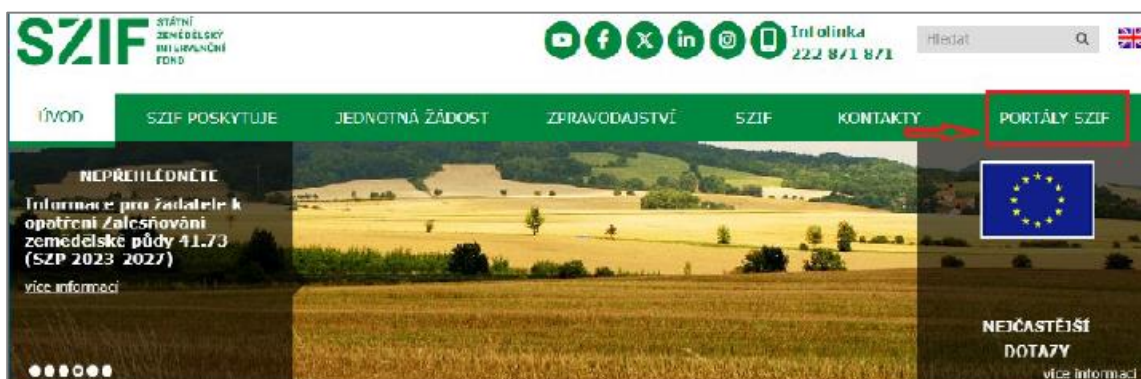 SZIF
STÁTNÍ
ZEMĚDĚLSKÝ
INTERVENČNÍ
FOND
Infolinka
222 871 871
Hledat
ÚVOD
SZIF POSKYTUJE
JEDNOTNÁ ŽÁDOST
ZPRAVODAJSTVÍ
SZIF
KONTAKTY
PORTÁLY SZIF
NEPŘEHLÉDNĚTE
Informace pro žadatele k
opatření Zalesňování
zemědělské půdy 41.73
(SZP 2023-2027)
více informací
NEJČASTĚJŠÍ
DOTAZY
více informací